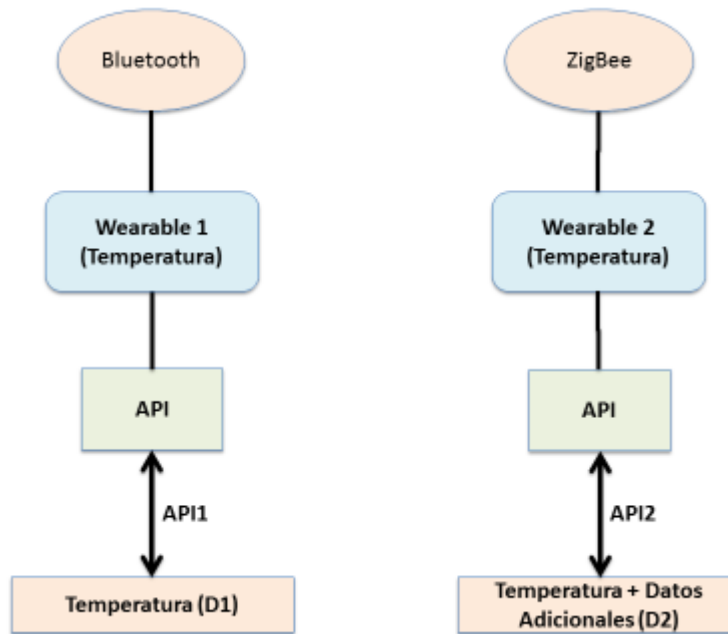 Bluetooth
Wearable 1
(Temperatura)
API
API1
Temperatura (D1)
ZigBee
Wearable 2
(Temperatura)
API
API2
Temperatura + Datos
Adicionales (D2)